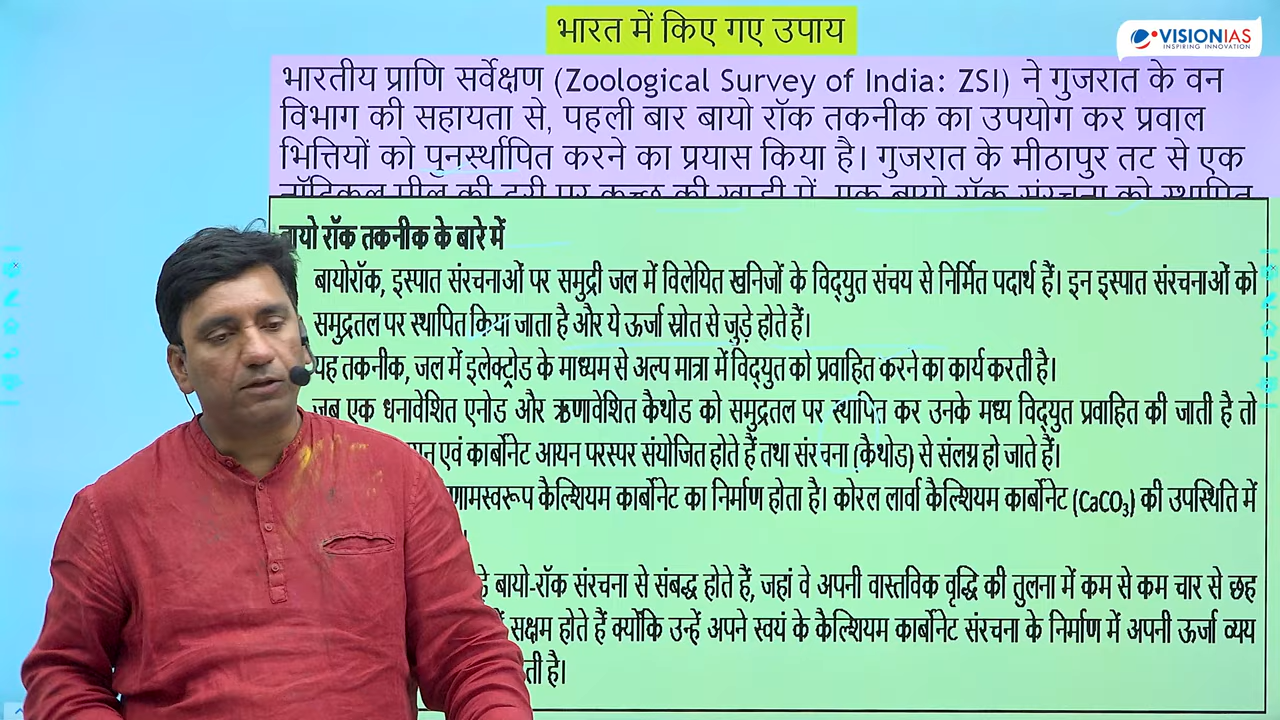 भारत में किए गए उपाय
VISIONIAS
INSPIRING INNOVATION
भारतीय प्राणि सर्वेक्षण (Zoological Survey of India: ZSI) ने गुजरात के वन
विभाग की सहायता से, पहली बार बायो रॉक तकनीक का उपयोग कर प्रवाल
भित्तियों को पुनर्स्थापित करने का प्रयास किया है। गुजरात के मीठापुर तट से एक
नॉटिकल मील की दूरी पर कच्छ की खाड़ी में, एक बायो रॉक संरचना को स्थापित
बायो रॉक तकनीक के बारे में
बायोरॉक, इस्पात संरचनाओं पर समुद्री जल में विलेयित खनिजों के विद्युत संचय से निर्मित पदार्थ हैं। इन इस्पात संरचनाओं को
समुद्रतल पर स्थापित किया जाता है और ये ऊर्जा स्रोत से जुड़े होते हैं।
यह तकनीक, जल में इलेक्ट्रोड के माध्यम से अल्प मात्रा में विद्युत को प्रवाहित करने का कार्य करती है।
जब एक धनावेशित एनोड और ऋणावेशित कैथोड को समुद्रतल पर स्थापित कर उनके मध्य विद्युत प्रवाहित की जाती है तो
एवं कार्बोनेट आयन परस्पर संयोजित होते हैं तथा संरचना (कैथोड) से संलग्न हो जाते हैं।
कैल्शियम कार्बोनेट का निर्माण होता है। कोरल लार्वा कैल्शियम कार्बोनेट (CaCO₃) की उपस्थिति में
बायो-रॉक संरचना से संबद्ध होते हैं, जहां वे अपनी वास्तविक वृद्धि की तुलना में कम से कम चार से छह
सक्षम होते हैं क्योंकि उन्हें अपने स्वयं के कैल्शियम कार्बोनेट संरचना के निर्माण में अपनी ऊर्जा व्यय
है।